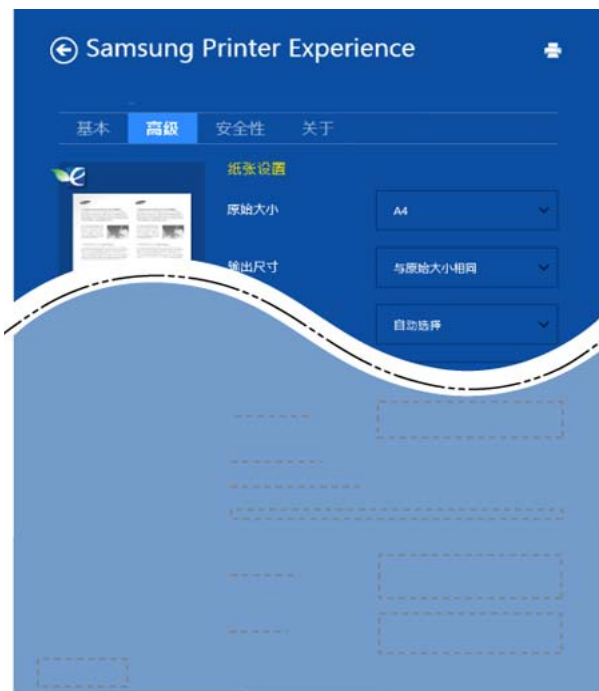 Samsung Printer Experience
基本 高级 安全性 关于
纸张设置
原始大小 A4
输出尺寸 与原始大小相同
自动选择